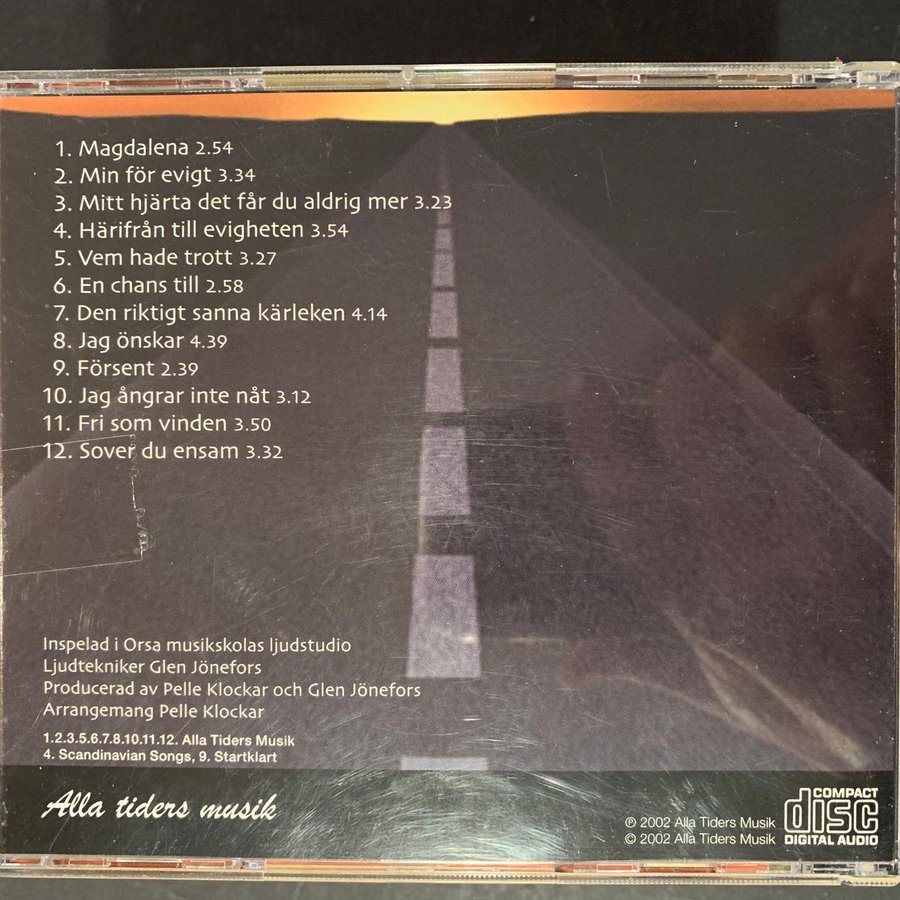 1. Magdalena 2.54
2. Min för evigt 3.34
3. Mitt hjärta det får du aldrig mer 3.23
4. Härifrån till evigheten 3.54
5. Vem hade trott 3.27
6. En chans till 2.58
7. Den riktigt sanna kärleken 4.14
8. Jag önskar 4.39
9. Försent 2.39
10. Jag ångrar inte nåt 3.12
11. Fri som vinden 3.50
12. Sover du ensam 3.32
Inspelad i Orsa musikskolas ljudstudio
Ljudtekniker Glen Jönefors
Producerad av Pelle Klockar och Glen Jönefors
Arrangemang Pelle Klockar
1.2.3.5.6.7.8.10.11.12. Alla Tiders Musik
4. Scandinavian Songs, 9. Startklart
Alla tiders musik
℗ 2002 Alla Tiders Musik
© 2002 Alla Tiders Musik
COMPACT
disc
DIGITAL AUDIO